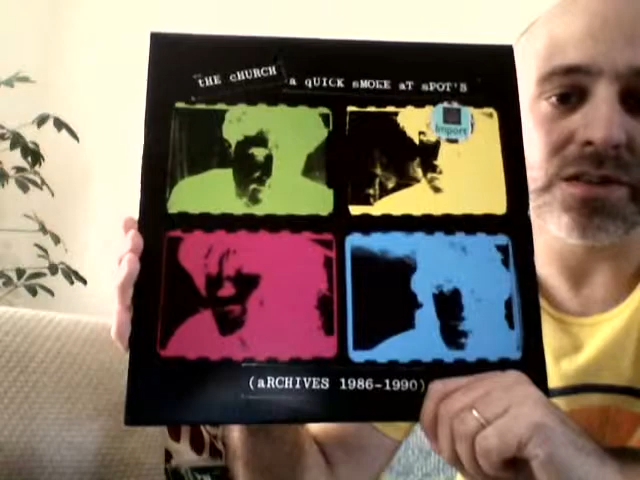 tHE cHURCH
a qUICK sMOKE aT sPOT'S
Import
(aRCHIVES 1986-1990)